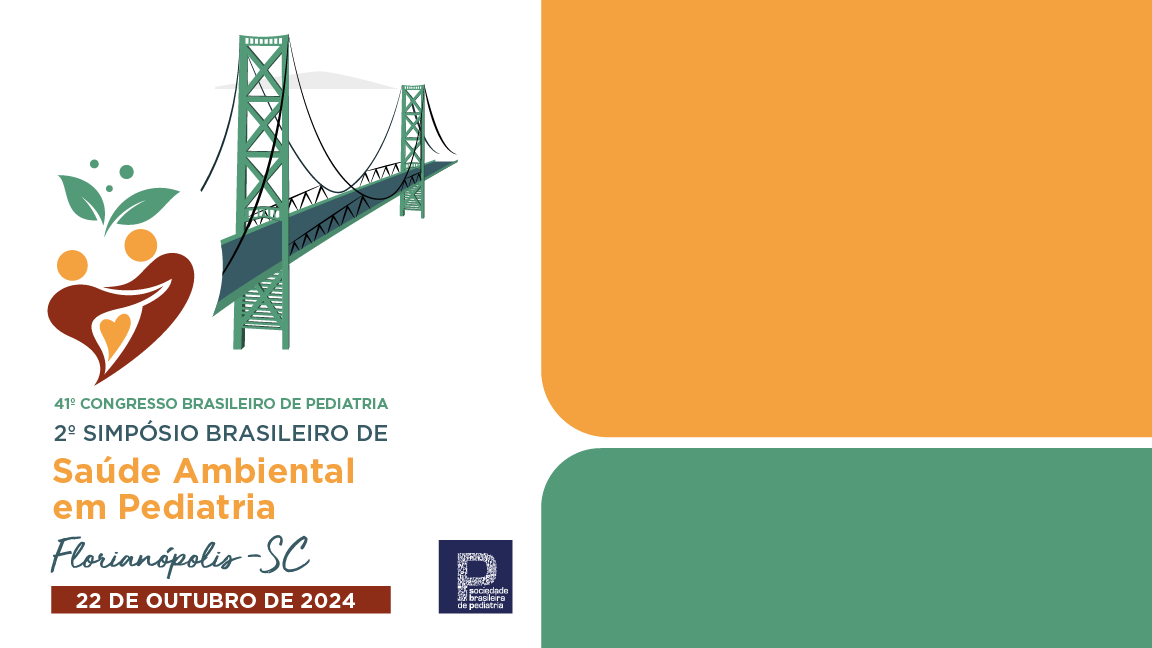 41º CONGRESSO BRASILEIRO DE PEDIATRIA
2º SIMPÓSIO BRASILEIRO DE
Saúde Ambiental
em Pediatria
Florianópolis-SC
22 DE OUTUBRO DE 2024
P
sociedade
brasileira
de pediatria